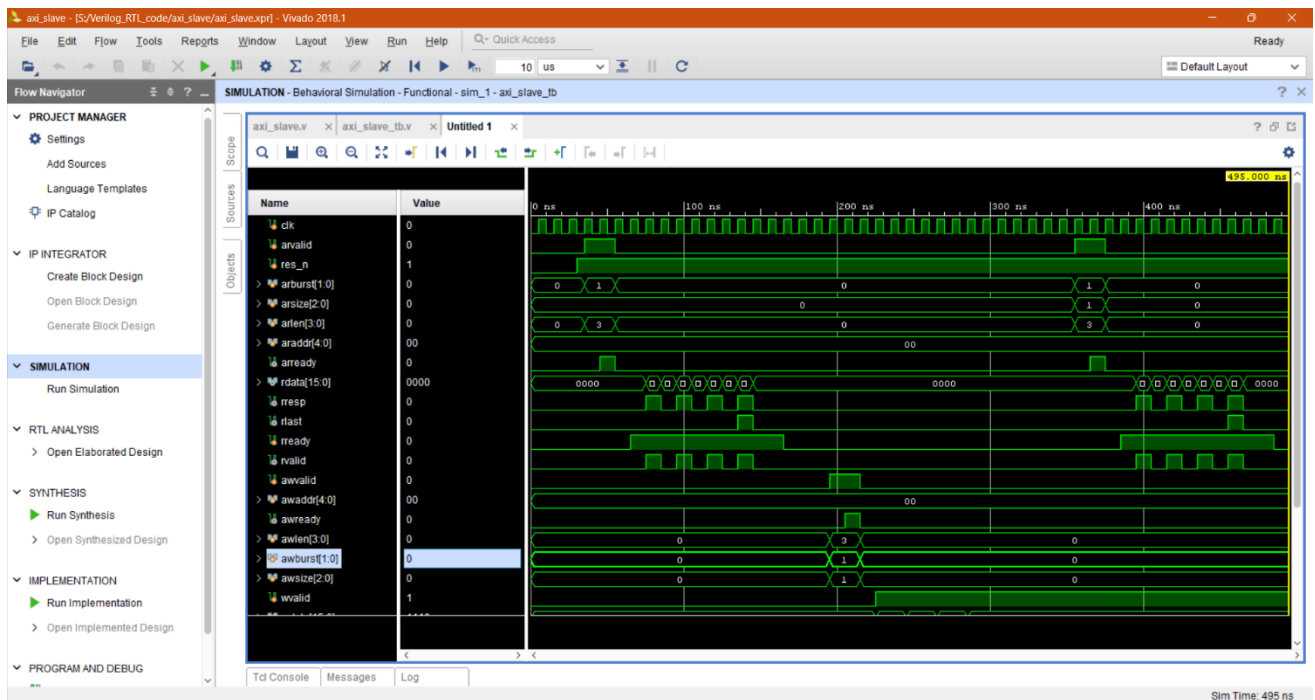 axi_slave - [S:/Verilog_RTL_code/axi_slave/axi_slave.xpr] - Vivado 2018.1
File Edit Flow Tools Reports Window Layout View Run Help Quick Access Ready
10 us Default Layout
Flow Navigator SIMULATION - Behavioral Simulation - Functional - sim_1 - axi_slave_tb
PROJECT MANAGER
Settings
Add Sources
Language Templates
IP Catalog
IP INTEGRATOR
Create Block Design
Open Block Design
Generate Block Design
SIMULATION
Run Simulation
RTL ANALYSIS
Open Elaborated Design
SYNTHESIS
Run Synthesis
Open Synthesized Design
IMPLEMENTATION
Run Implementation
Open Implemented Design
PROGRAM AND DEBUG
Scope
Sources
Objects
axi_slave.v axi_slave_tb.v Untitled 1
495.000 ns
Name Value 0 ns 100 ns 200 ns 300 ns 400 ns
clk 0
arvalid 0
res_n 1
arburst[1:0] 0 0 1 0 1 0
arsize[2:0] 0 0 1 0
arlen[3:0] 0 0 3 0 3 0
araddr[4:0] 00 00
arready 0
rdata[15:0] 0000 0000 0000 0000
rresp 0
rlast 0
rready 0
rvalid 0
awvalid 0
awaddr[4:0] 00 00
awready 0
awlen[3:0] 0 0 3 0
awburst[1:0] 0 0 1 0
awsize[2:0] 0 0 1 0
wvalid 1
Tcl Console Messages Log
Sim Time: 495 ns